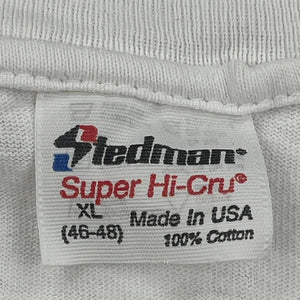 Stedman®
Super Hi-Cru®
XL Made In USA
(46-48) 100% Cotton